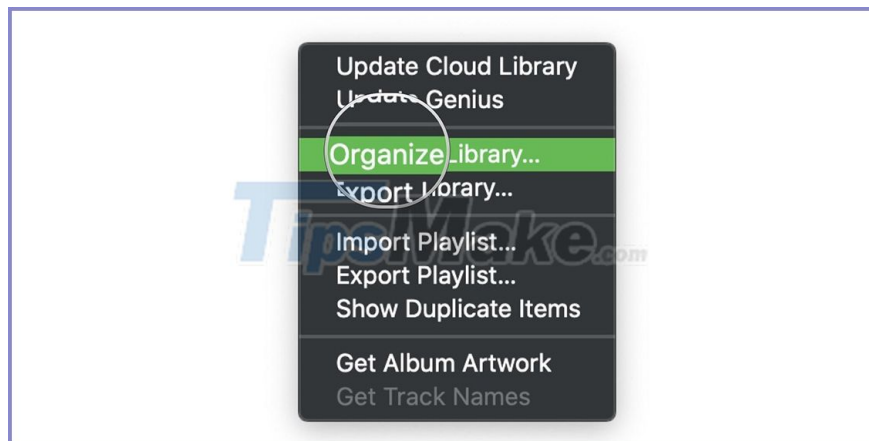 Update Cloud Library
Update Genius
Organize Library...
Export Library...
Import Playlist...
Export Playlist...
Show Duplicate Items
Get Album Artwork
Get Track Names
TipsMake.com